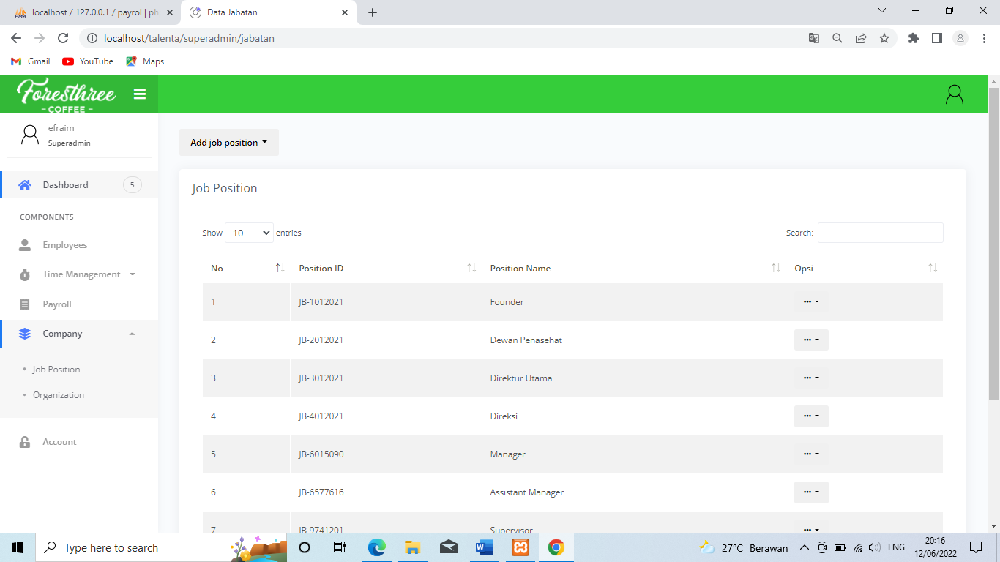 localhost / 127.0.0.1 / payrol | ph
Data Jabatan
localhost/talenta/superadmin/jabatan
Gmail
YouTube
Maps
Foresthree
- COFFEE -
efraim
Superadmin
Dashboard
5
COMPONENTS
Employees
Time Management
Payroll
Company
Job Position
Organization
Account
Add job position
Job Position
Show 10 entries
Search:
No Position ID Position Name Opsi
1 JB-1012021 Founder
2 JB-2012021 Dewan Penasehat
3 JB-3012021 Direktur Utama
4 JB-4012021 Direksi
5 JB-6015090 Manager
6 JB-6577616 Assistant Manager
7 JB-9741201 Supervisor
Type here to search
27°C Berawan
ENG
20:16
12/06/2022